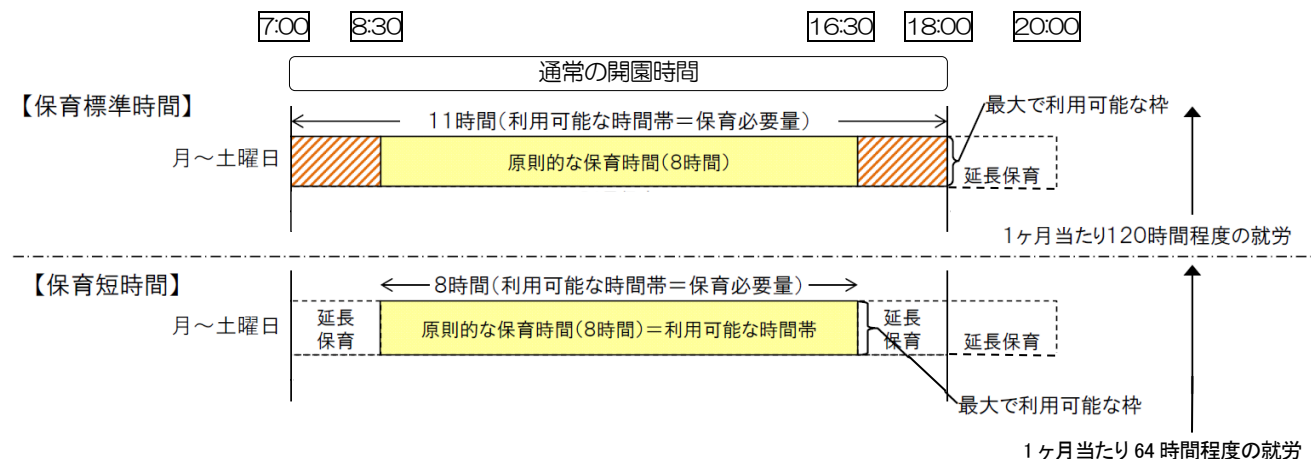 7:00 8:30 16:30 18:00 20:00
通常の開園時間
【保育標準時間】
11時間(利用可能な時間帯=保育必要量)
最大で利用可能な枠
月~土曜日
原則的な保育時間(8時間)
延長保育
1ヶ月当たり120時間程度の就労
【保育短時間】
8時間(利用可能な時間帯=保育必要量)
月~土曜日
延長
保育
原則的な保育時間(8時間)=利用可能な時間帯
延長
保育
延長保育
最大で利用可能な枠
1ヶ月当たり 64 時間程度の就労